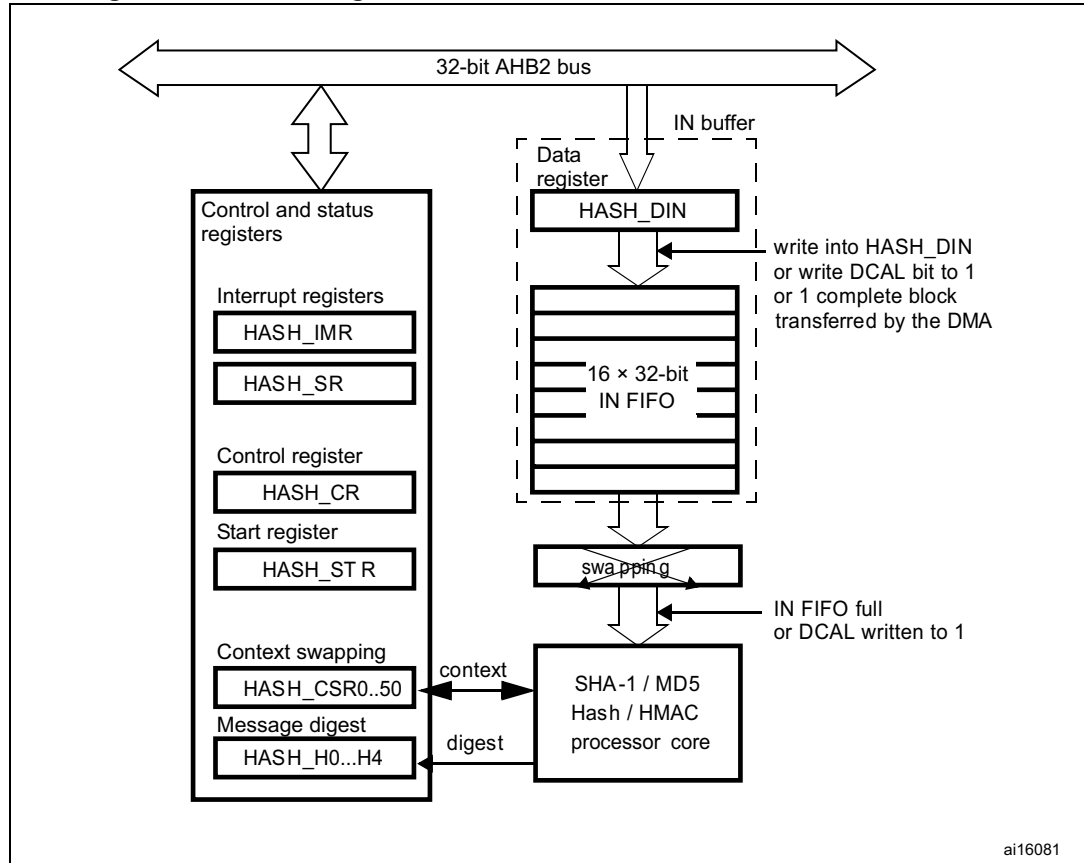 32-bit AHB2 bus
IN buffer
Data
register
HASH_DIN
write into HASH_DIN
or write DCAL bit to 1
or 1 complete block
transferred by the DMA
16 × 32-bit
IN FIFO
swapping
IN FIFO full
or DCAL written to 1
SHA-1 / MD5
Hash / HMAC
processor core
Control and status
registers
Interrupt registers
HASH_IMR
HASH_SR
Control register
HASH_CR
Start register
HASH_ST R
Context swapping
HASH_CSR0..50
context
Message digest
HASH_H0...H4
digest
ai16081